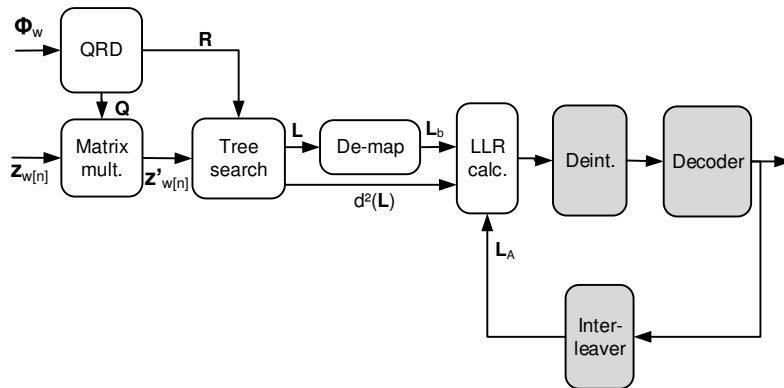 Φw
QRD
R
Q
Matrix
mult.
zw[n]
z'w[n]
Tree
search
L
De-map
Lb
d²(L)
LLR
calc.
Deint.
Decoder
LA
Inter-
leaver